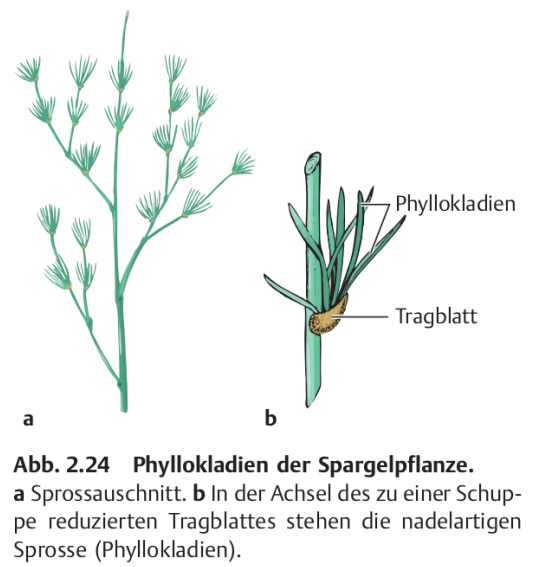 Phyllokladien
Tragblatt
a
b
Abb. 2.24 Phyllokladien der Spargelpflanze.
a Sprossauschnitt. b In der Achsel des zu einer Schup-
pe reduzierten Tragblattes stehen die nadelartigen
Sprosse (Phyllokladien).